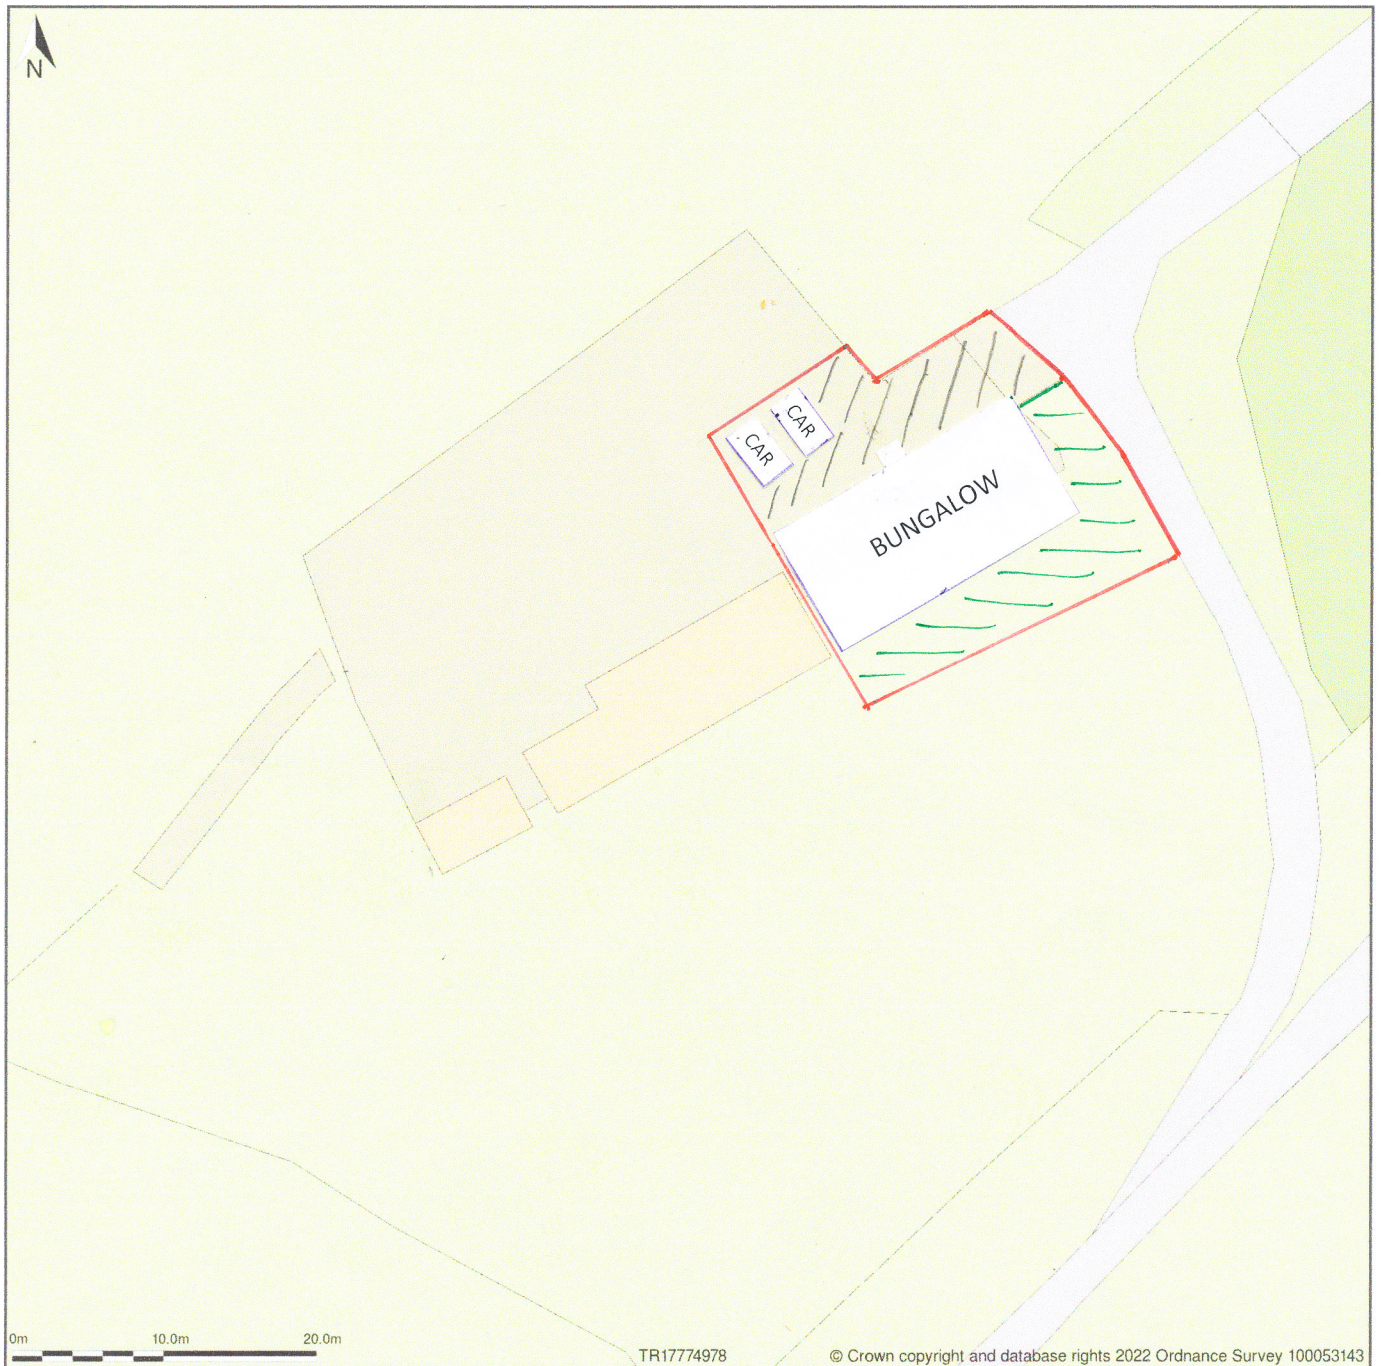 N
CAR
CAR
BUNGALOW
0m 10.0m 20.0m
TR17774978
© Crown copyright and database rights 2022 Ordnance Survey 100053143